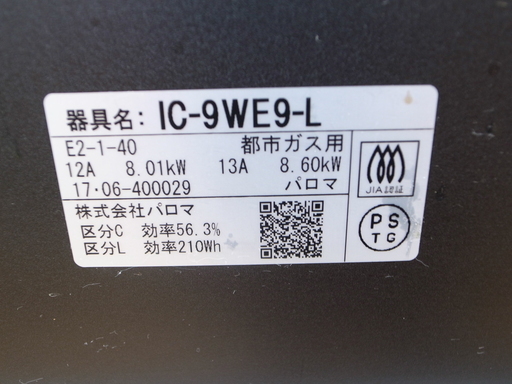 器具名: IC-9WE9-L
E2-1-40 都市ガス用
12A 8.01kW 13A 8.60kW
17・06-400029 パロマ
JIA認証
株式会社パロマ
区分C 効率56.3%
区分L 効率210Wh
PS
TG